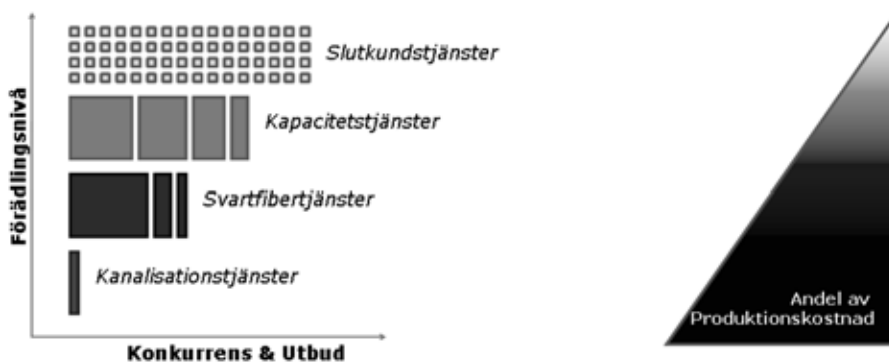 Förädlingsnivå
Slutkundstjänster
Kapacitetstjänster
Svartfibertjänster
Kanalisationstjänster
Konkurrens & Utbud
Andel av
Produktionskostnad